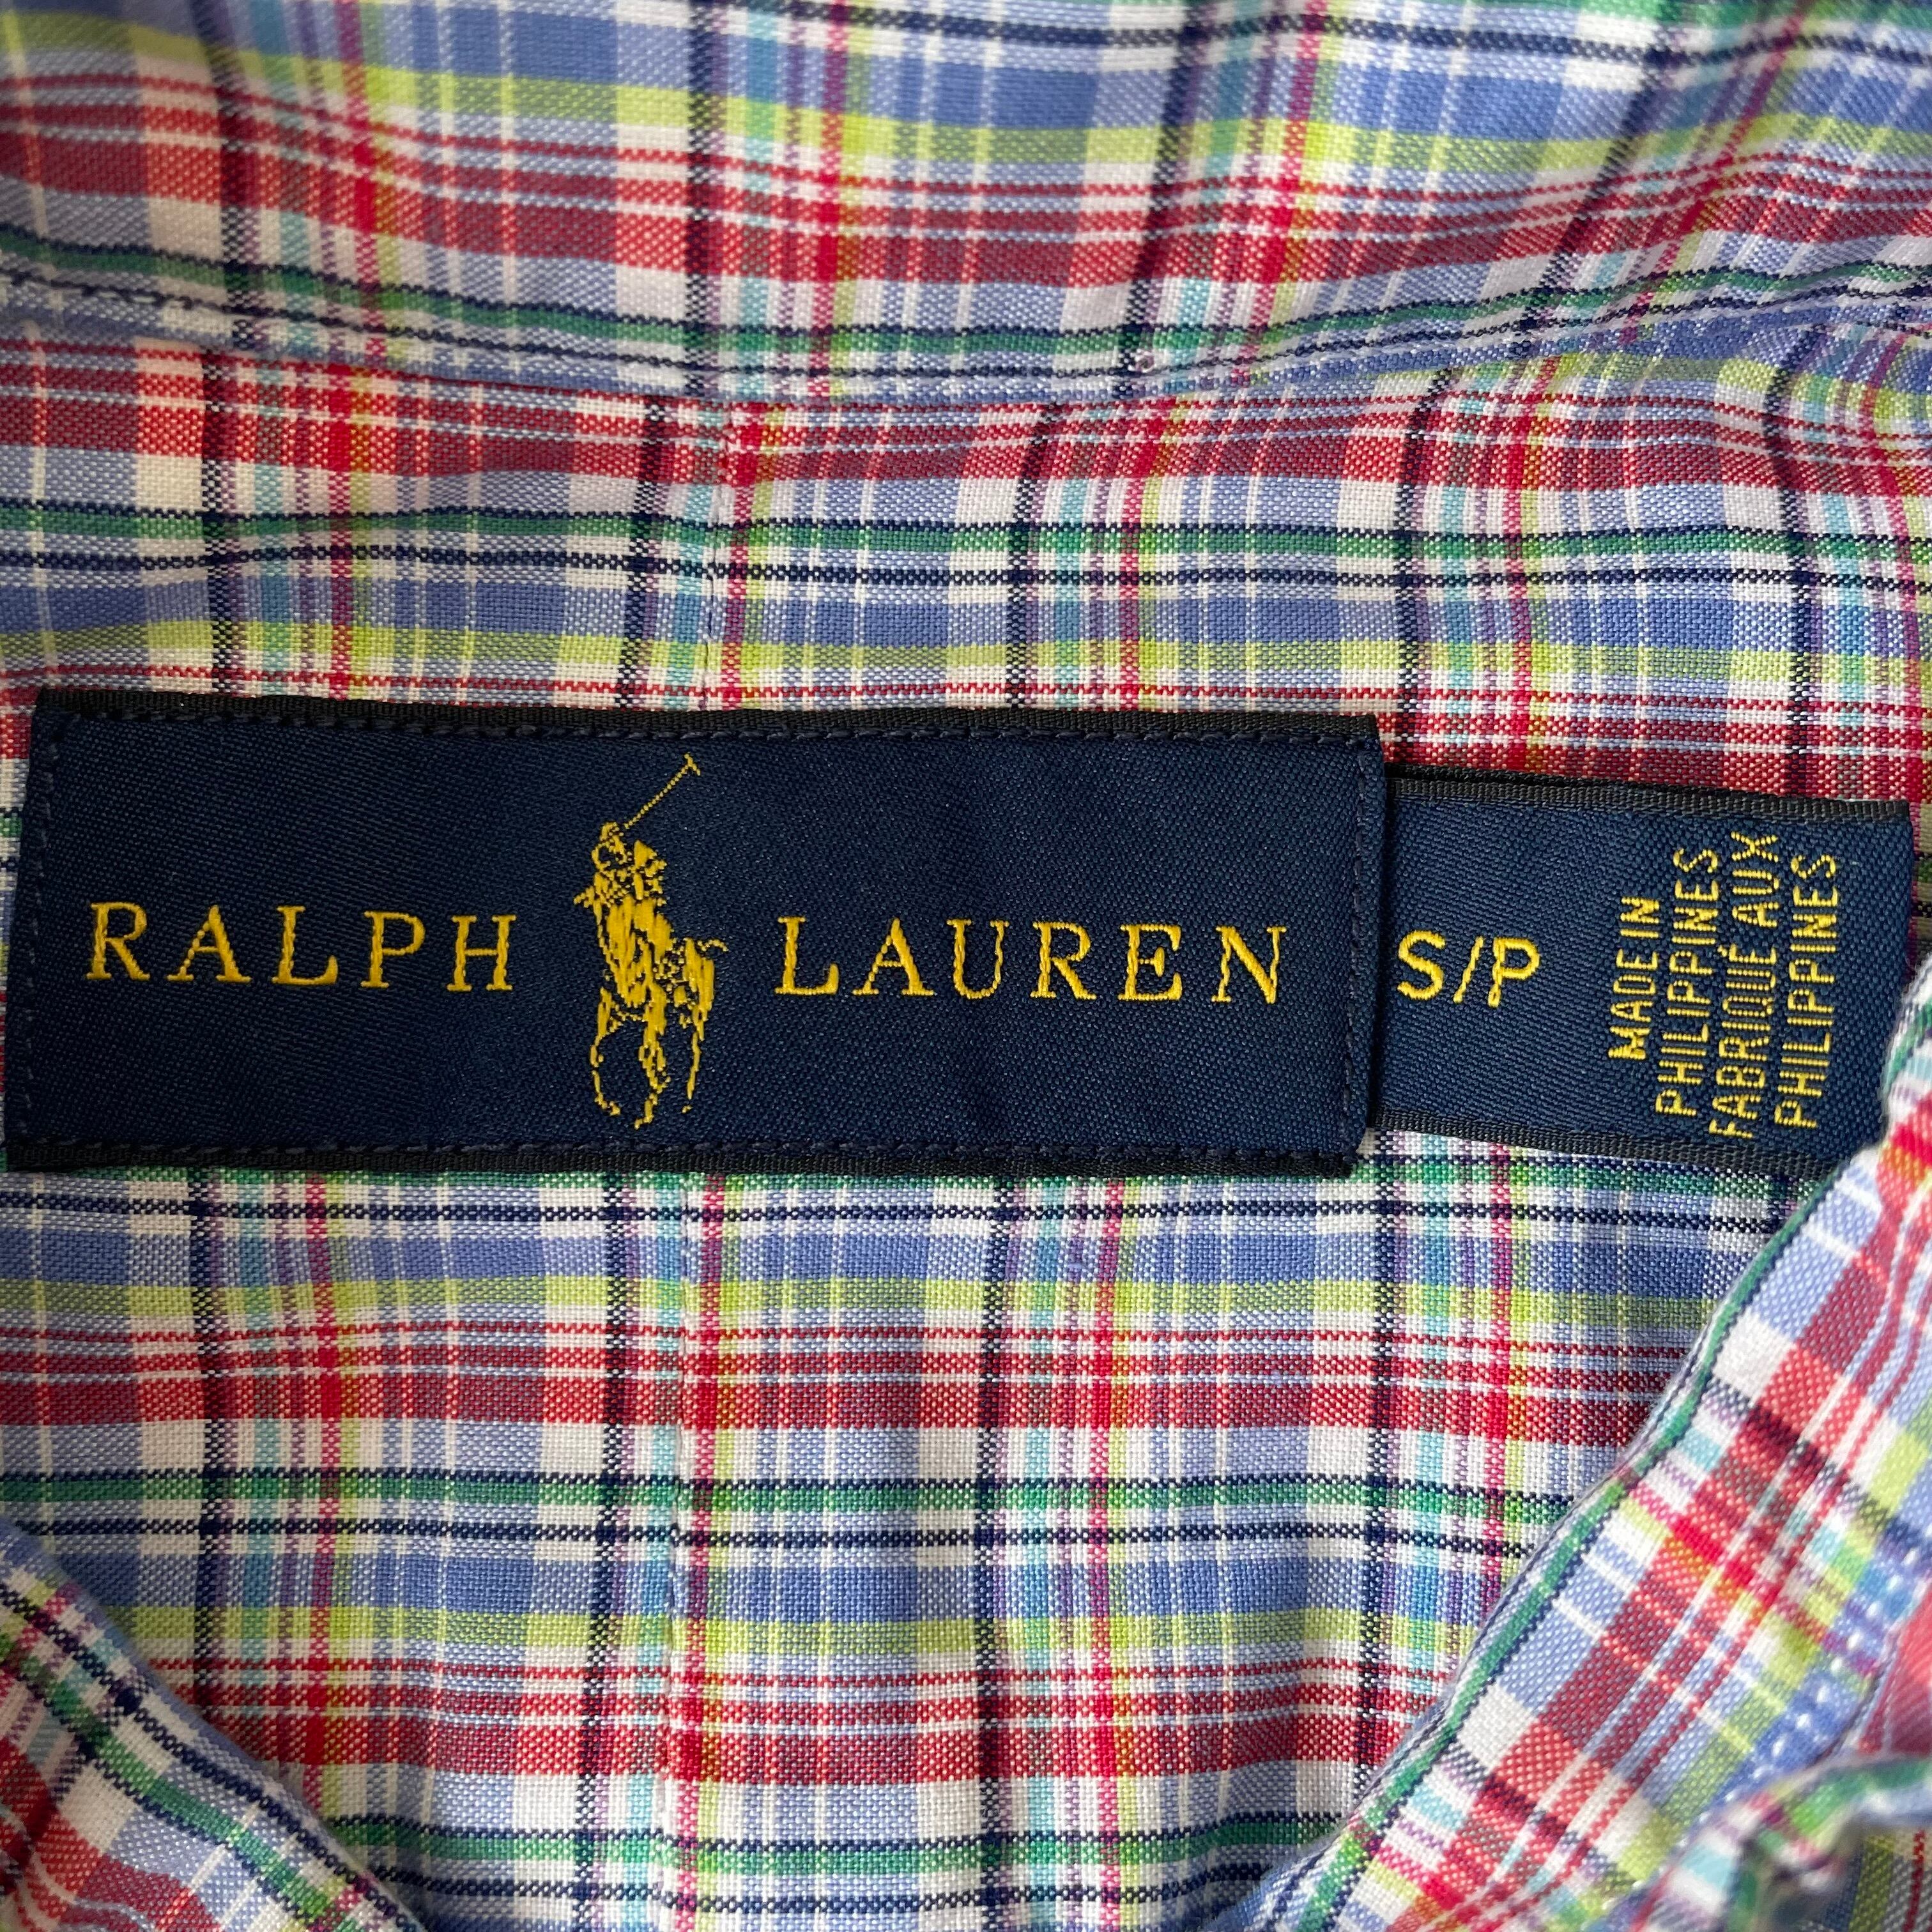 RALPH LAUREN
S/P
MADE IN
PHILIPPINES
FABRIQUÉ AUX
PHILIPPINES